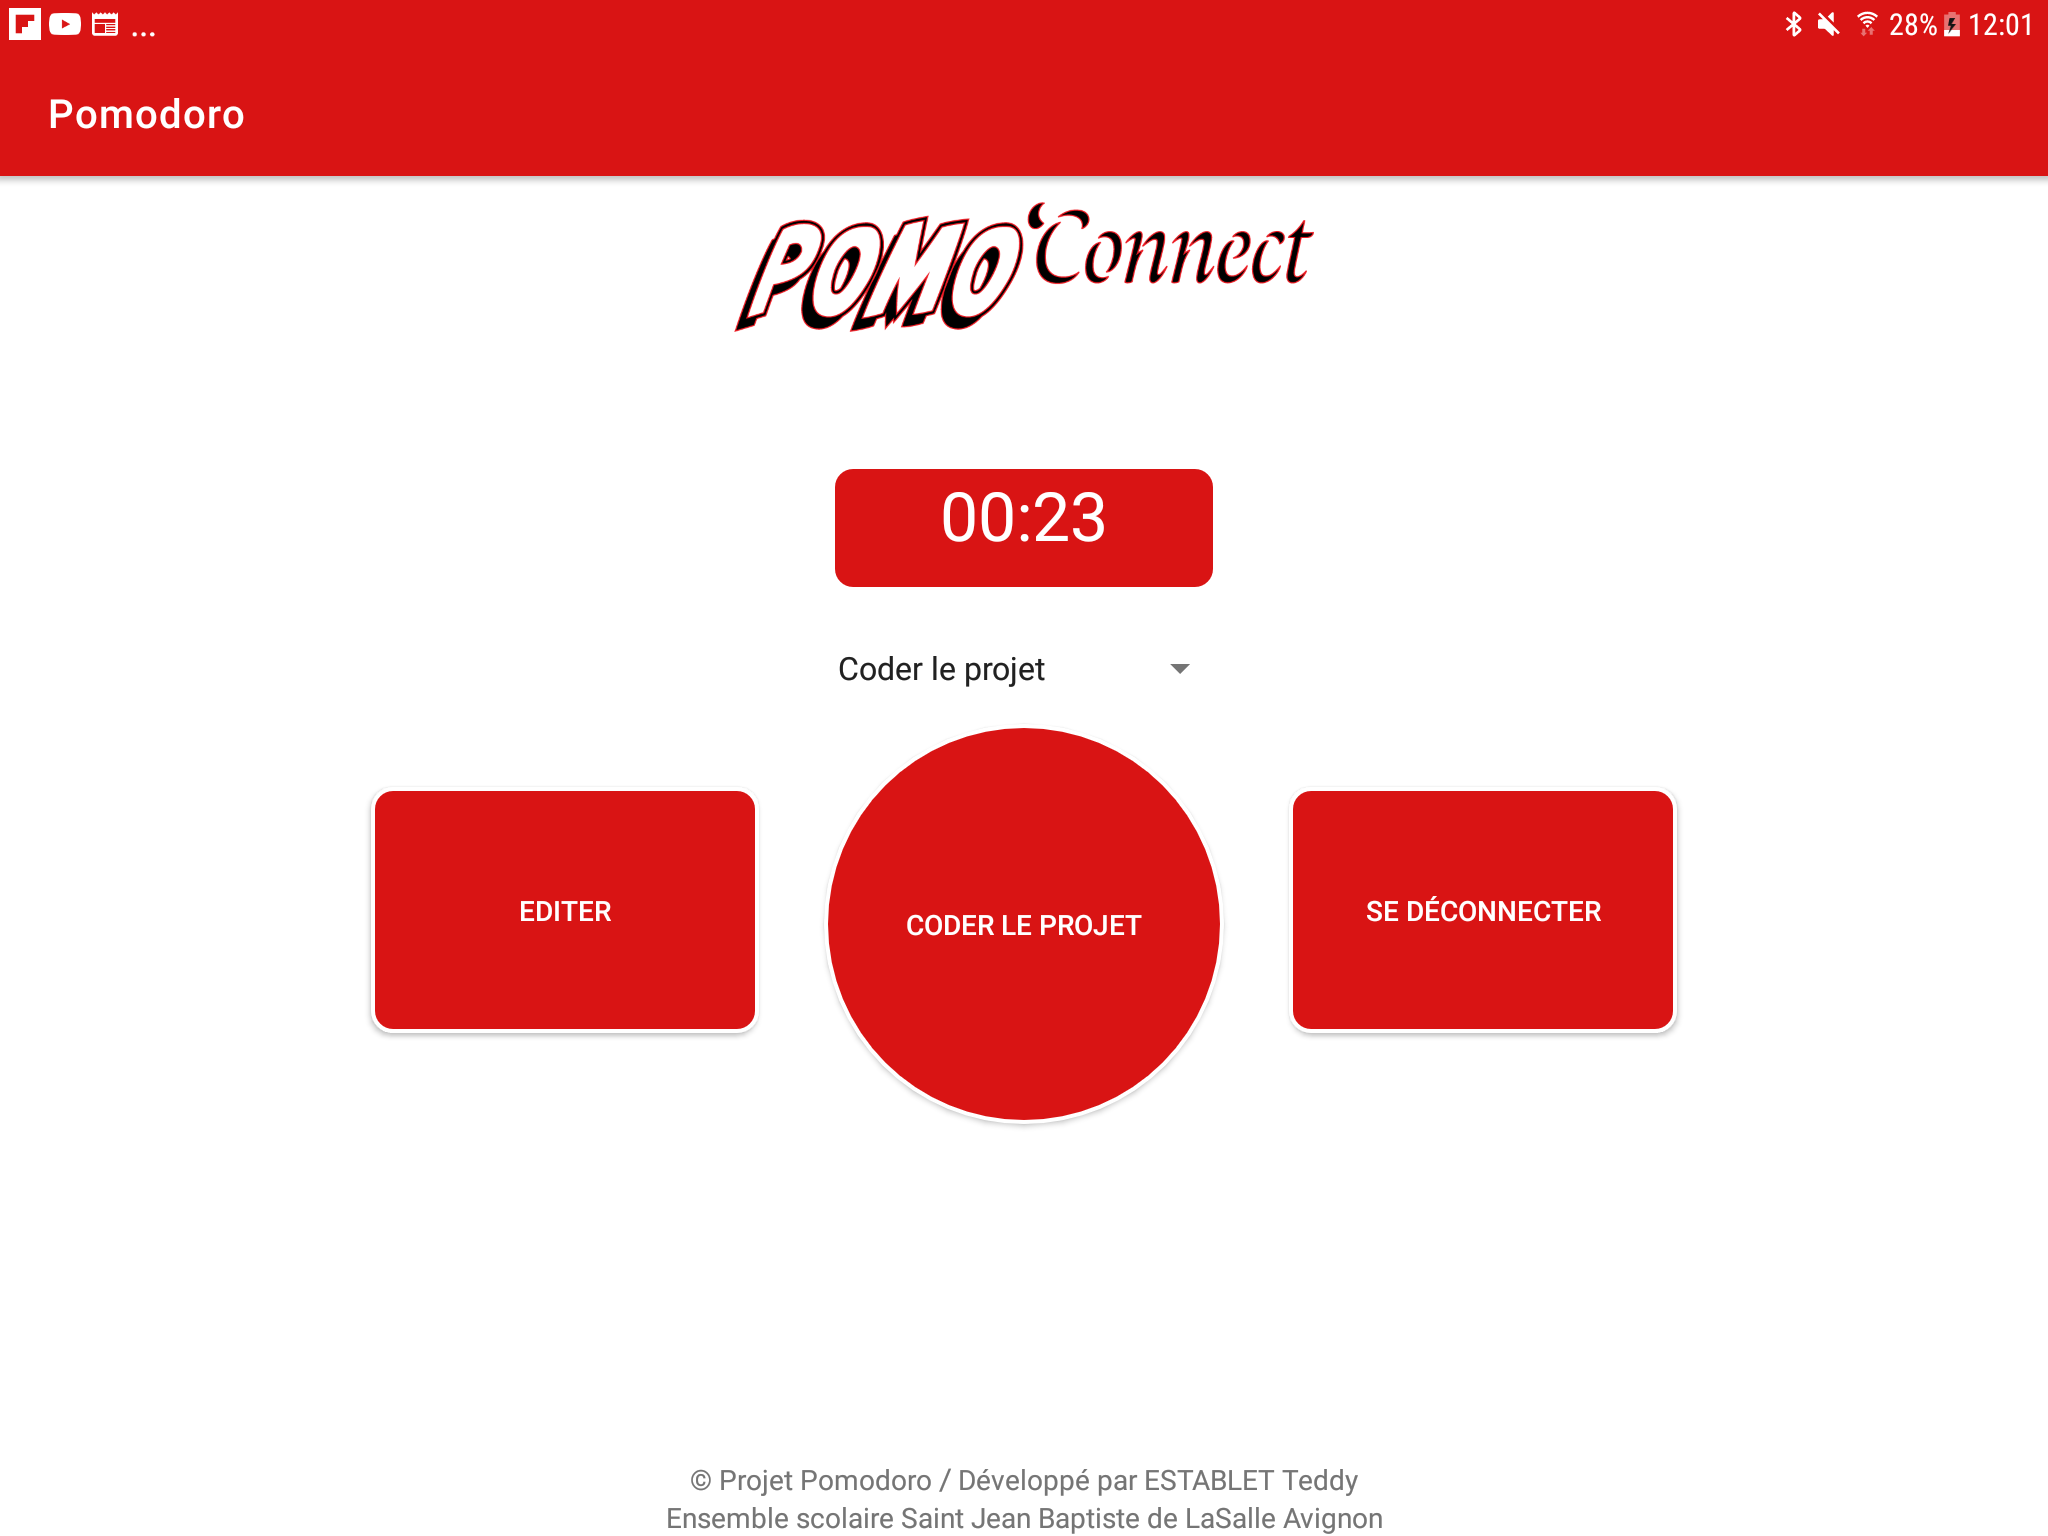 ... 28% 12:01
Pomodoro
POMO'Connect
00:23
Coder le projet
EDITER
CODER LE PROJET
SE DÉCONNECTER
© Projet Pomodoro / Développé par ESTABLET Teddy
Ensemble scolaire Saint Jean Baptiste de LaSalle Avignon